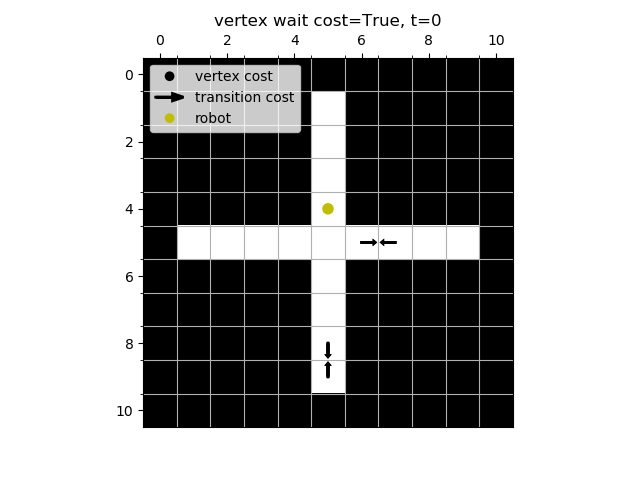 vertex wait cost=True, t=0
0 2 4 6 8 10
0
vertex cost
transition cost
robot
2
4
6
8
10